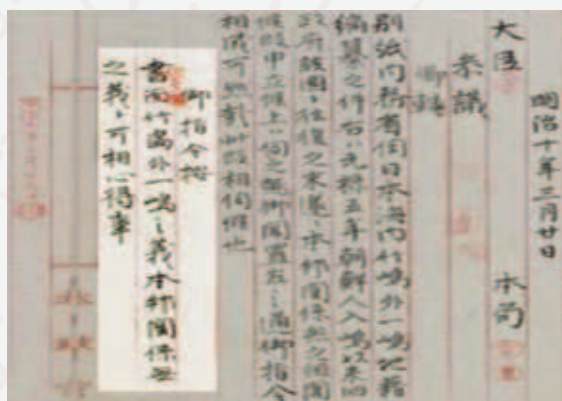 明治十年三月廿日
大臣 本局
参議
卿輔
別紙内務省伺日本海内竹嶋外一嶋地籍
編纂之件右ハ元禄五年朝鮮人入嶋以来旧
政府該国ト往復之末遂ニ本邦関係無之相聞
候段申立候上ハ伺之趣御聞置左之通御指令
相成可然哉此段相伺候也
御指令按
書面竹島外一嶋之義本邦関係無
之義ト可相心得事